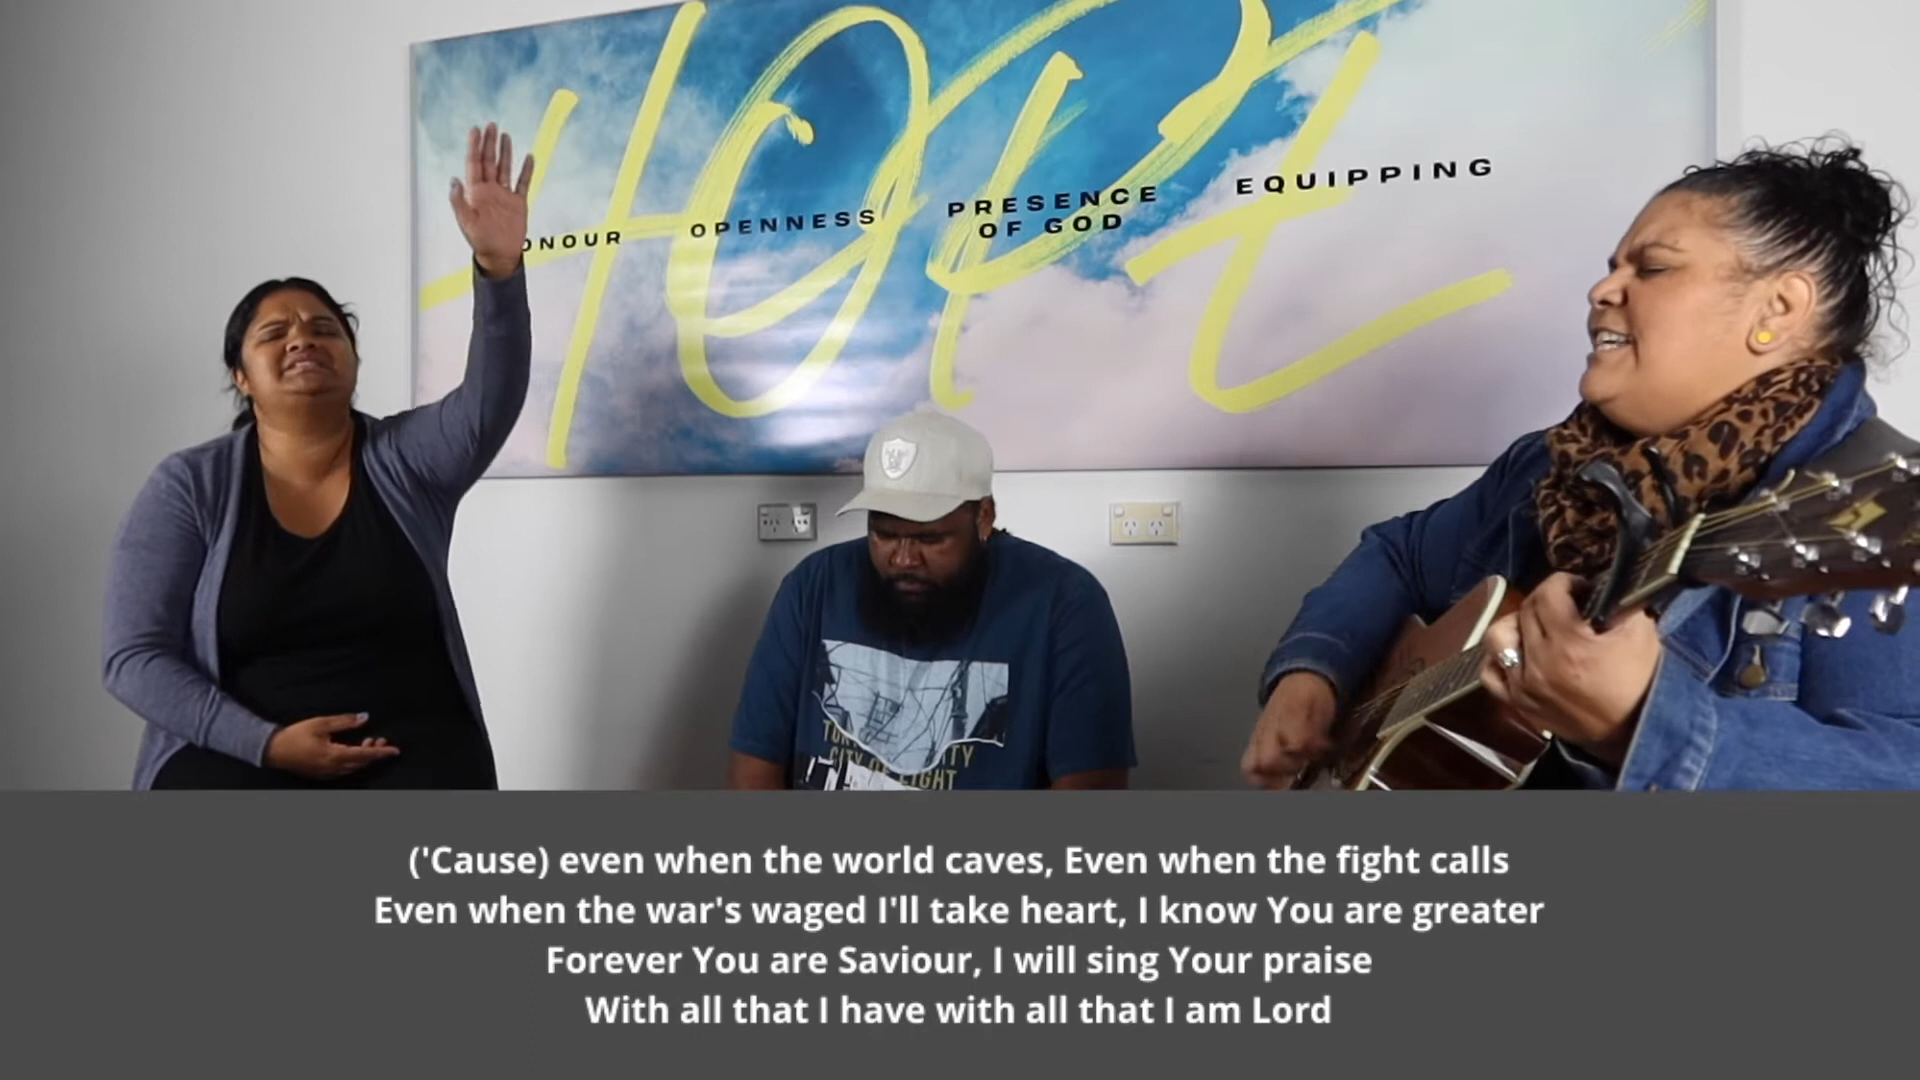 HOPE
ONOUR
OPENNESS
PRESENCE
OF GOD
EQUIPPING
CITY OF LIGHT
('Cause) even when the world caves, Even when the fight calls
Even when the war's waged I'll take heart, I know You are greater
Forever You are Saviour, I will sing Your praise
With all that I have with all that I am Lord